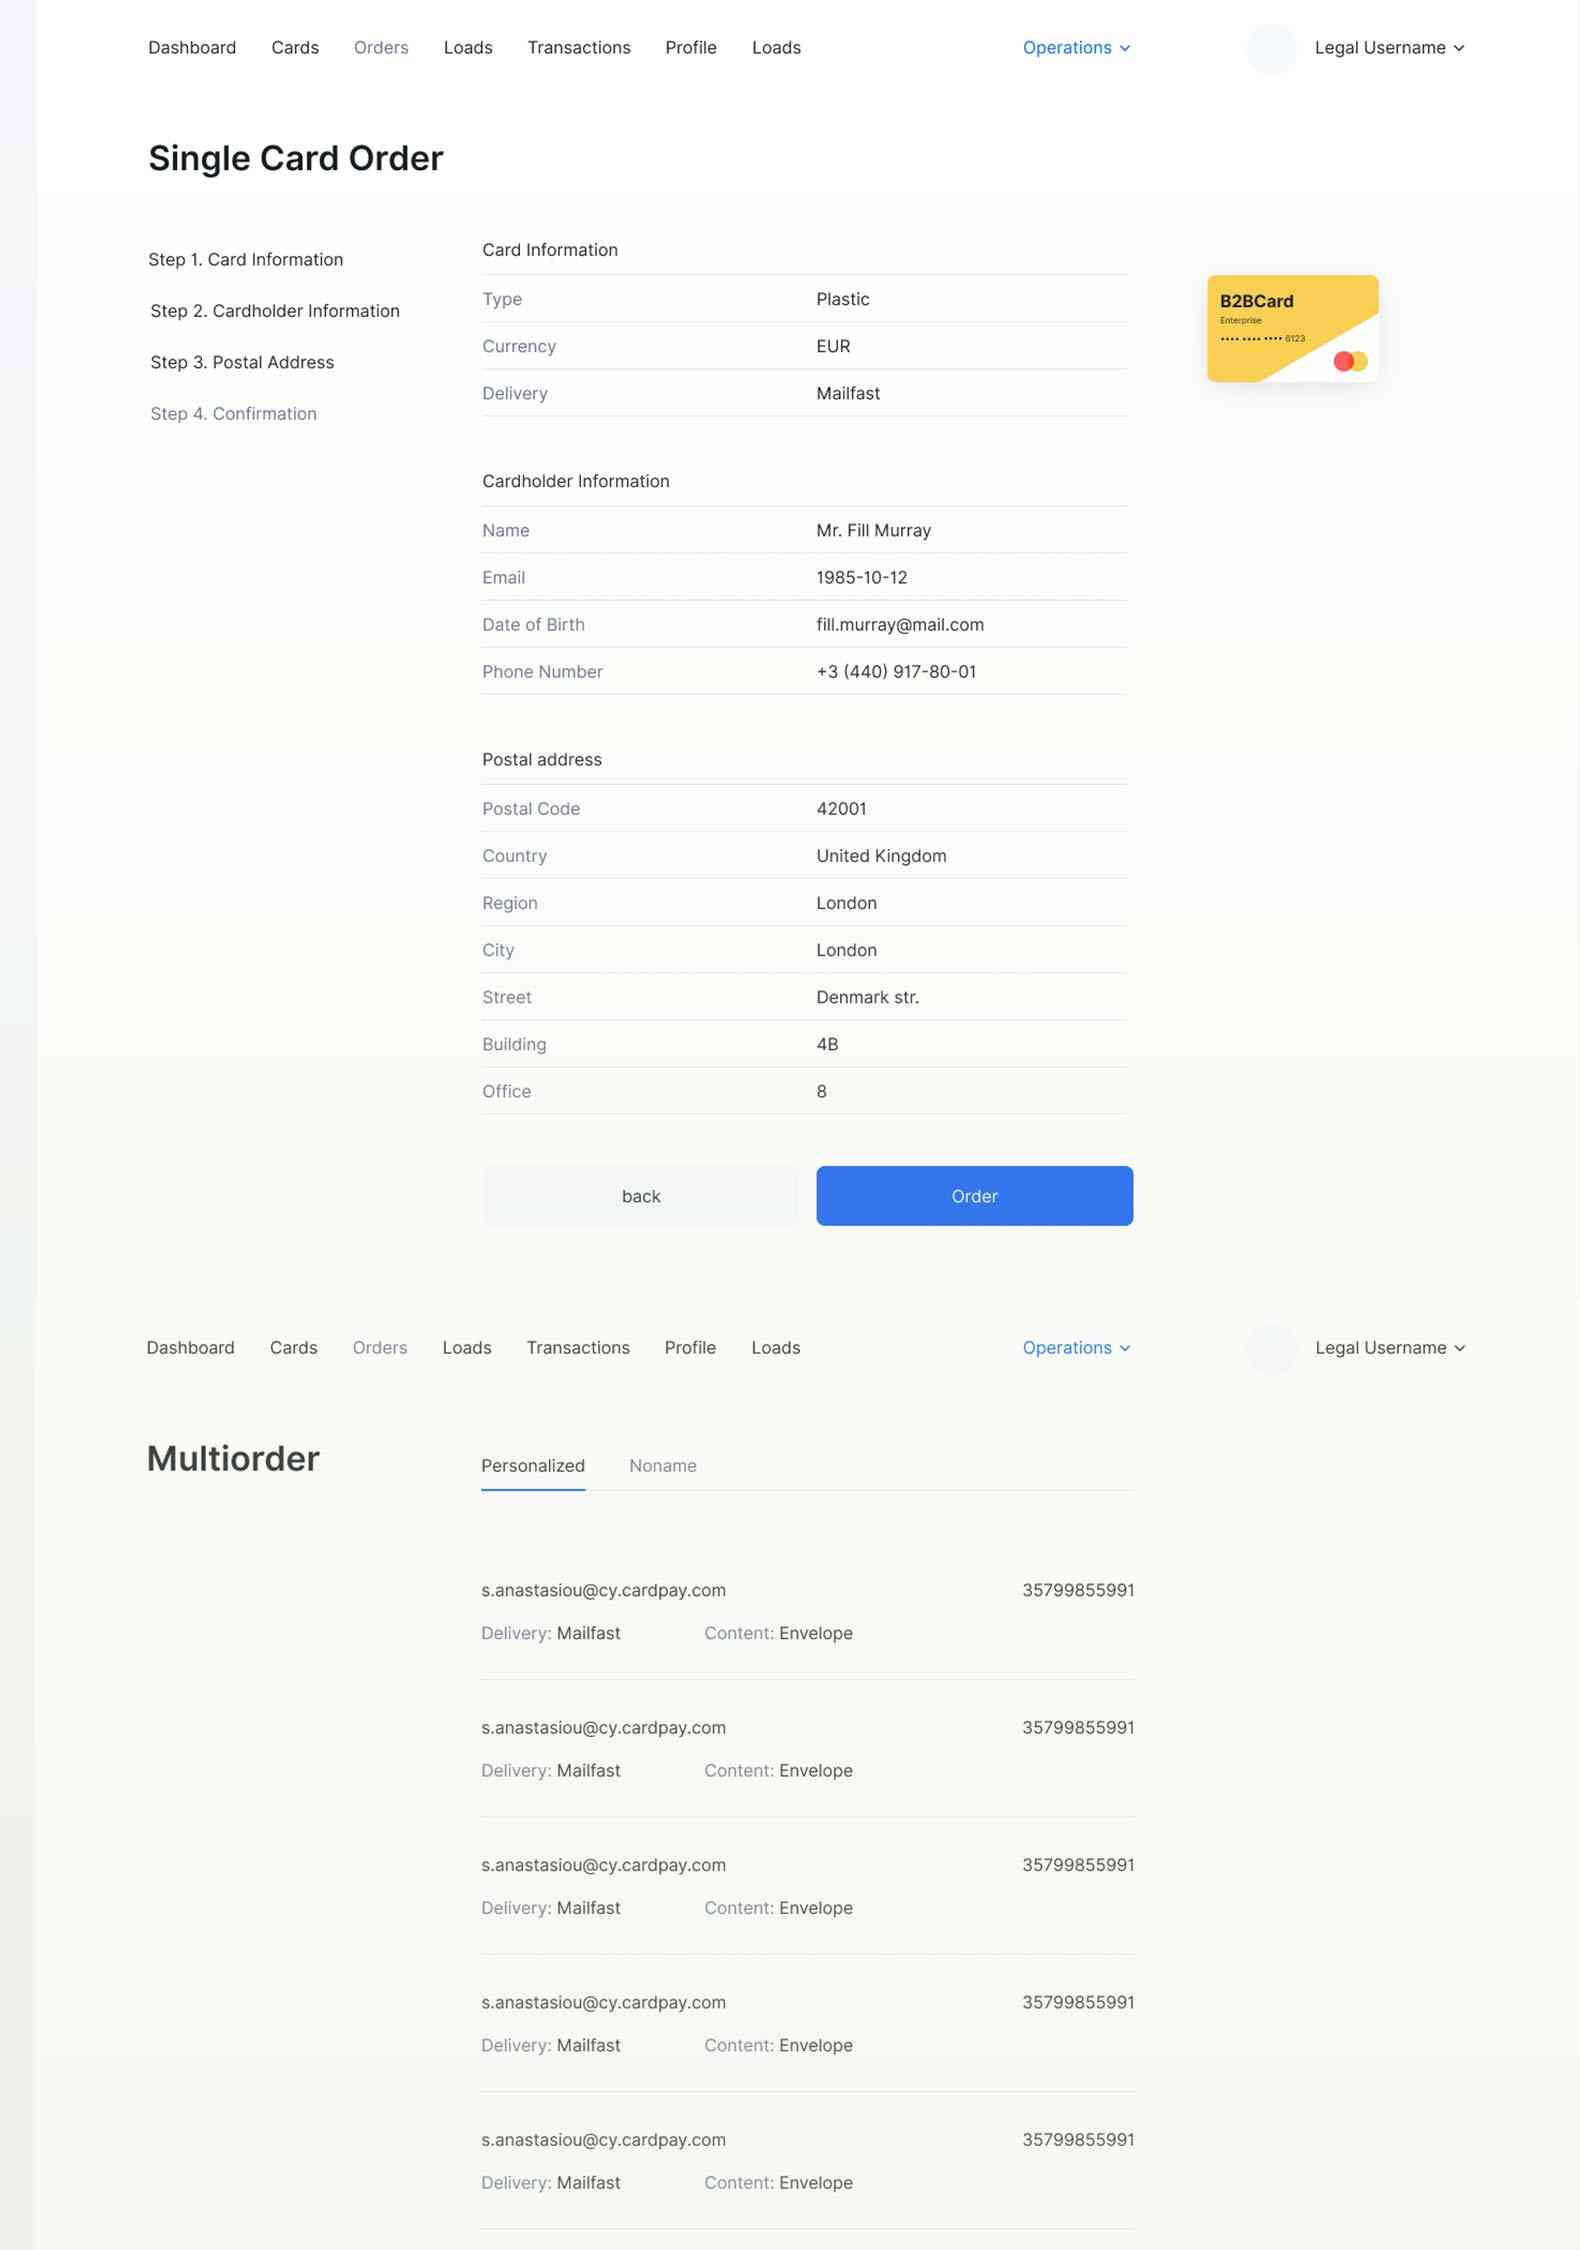 Dashboard Cards Orders Loads Transactions Profile Loads Operations Legal Username
Single Card Order
Step 1. Card Information
Step 2. Cardholder Information
Step 3. Postal Address
Step 4. Confirmation
Card Information
Type Plastic
Currency EUR
Delivery Mailfast
B2BCard
Enterprise
•••• •••• •••• 6123
Cardholder Information
Name Mr. Fill Murray
Email 1985-10-12
Date of Birth fill.murray@mail.com
Phone Number +3 (440) 917-80-01
Postal address
Postal Code 42001
Country United Kingdom
Region London
City London
Street Denmark str.
Building 4B
Office 8
back Order
Dashboard Cards Orders Loads Transactions Profile Loads Operations Legal Username
Multiorder
Personalized Noname
s.anastasiou@cy.cardpay.com 35799855991
Delivery: Mailfast Content: Envelope
s.anastasiou@cy.cardpay.com 35799855991
Delivery: Mailfast Content: Envelope
s.anastasiou@cy.cardpay.com 35799855991
Delivery: Mailfast Content: Envelope
s.anastasiou@cy.cardpay.com 35799855991
Delivery: Mailfast Content: Envelope
s.anastasiou@cy.cardpay.com 35799855991
Delivery: Mailfast Content: Envelope